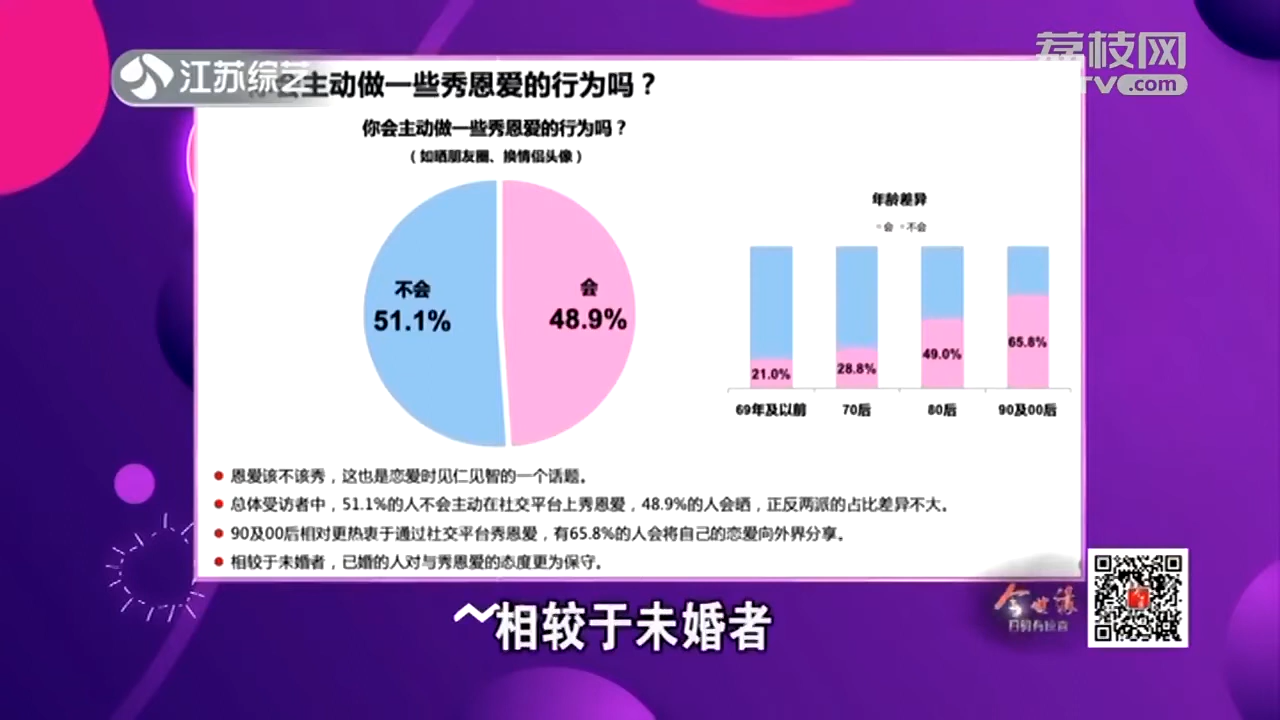 江苏综艺
荔枝网
TV.com
会主动做一些秀恩爱的行为吗？
你会主动做一些秀恩爱的行为吗？
（如晒朋友圈、换情侣头像）
不会
51.1%
会
48.9%
年龄差异
会 不会
21.0%
28.8%
49.0%
65.8%
69年及以前
70后
80后
90及00后
恩爱该不该秀，这也是恋爱时见仁见智的一个话题。
总体受访者中，51.1%的人不会主动在社交平台上秀恩爱，48.9%的人会晒，正反两派的占比差异不大。
90及00后相对更热衷于通过社交平台秀恩爱，有65.8%的人会将自己的恋爱向外界分享。
相较于未婚者，已婚的人对与秀恩爱的态度更为保守。
今世缘
扫码有惊喜
~相较于未婚者